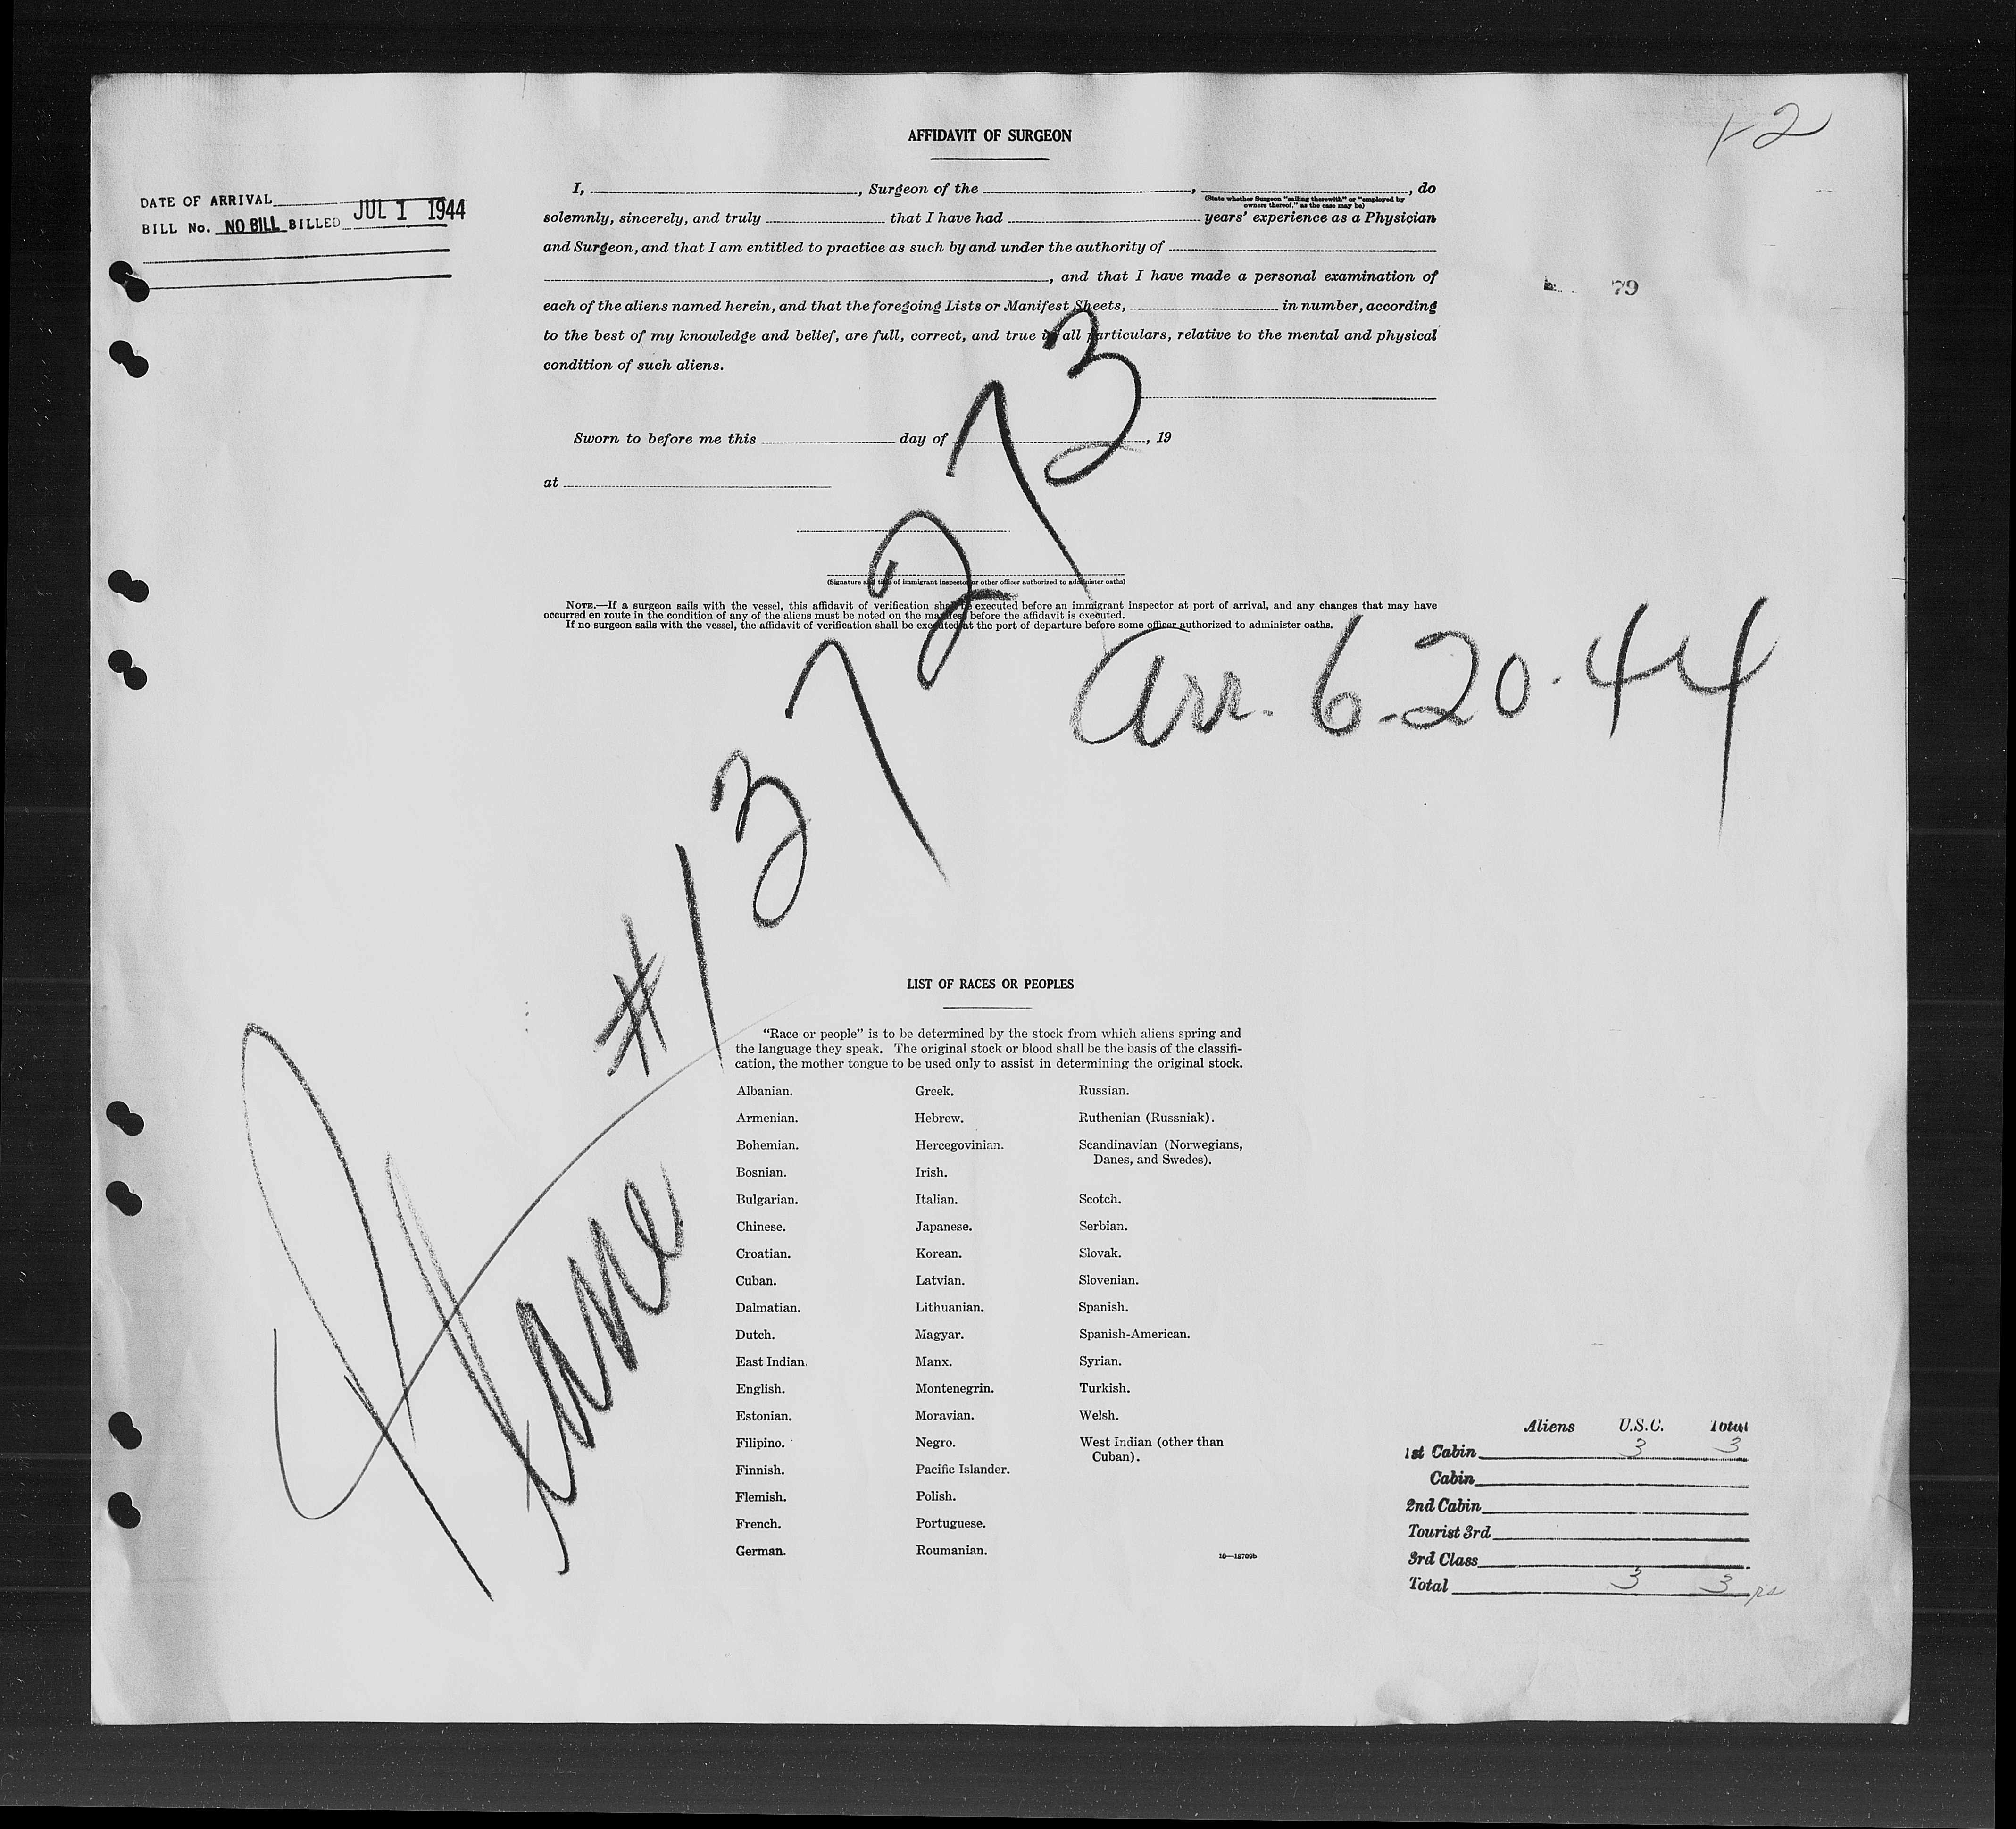 1-2
AFFIDAVIT OF SURGEON
DATE OF ARRIVAL
BILL No. NO BILL BILLED JUL 1 1944
I, , Surgeon of the , , do
(State whether Surgeon "sailing therewith" or "employed by
owners thereof," as the case may be)
solemnly, sincerely, and truly that I have had years' experience as a Physician
and Surgeon, and that I am entitled to practice as such by and under the authority of
, and that I have made a personal examination of
79
each of the aliens named herein, and that the foregoing Lists or Manifest Sheets, in number, according
to the best of my knowledge and belief, are full, correct, and true in all particulars, relative to the mental and physical
condition of such aliens.
Sworn to before me this day of , 19
at
(Signature and title of immigrant inspector or other officer authorized to administer oaths)
NOTE.—If a surgeon sails with the vessel, this affidavit of verification shall be executed before an immigrant inspector at port of arrival, and any changes that may have
occurred en route in the condition of any of the aliens must be noted on the manifest before the affidavit is executed.
If no surgeon sails with the vessel, the affidavit of verification shall be executed at the port of departure before some officer authorized to administer oaths.
Arr. 6-20-44
Plane #137273
LIST OF RACES OR PEOPLES
"Race or people" is to be determined by the stock from which aliens spring and
the language they speak. The original stock or blood shall be the basis of the classifi-
cation, the mother tongue to be used only to assist in determining the original stock.
Albanian. Greek. Russian.
Armenian. Hebrew. Ruthenian (Russniak).
Bohemian. Hercegovinian. Scandinavian (Norwegians,
Danes, and Swedes).
Bosnian. Irish.
Bulgarian. Italian. Scotch.
Chinese. Japanese. Serbian.
Croatian. Korean. Slovak.
Cuban. Latvian. Slovenian.
Dalmatian. Lithuanian. Spanish.
Dutch. Magyar. Spanish-American.
East Indian. Manx. Syrian.
English. Montenegrin. Turkish.
Estonian. Moravian. Welsh.
Filipino. Negro. West Indian (other than
Cuban).
Finnish. Pacific Islander.
Flemish. Polish.
French. Portuguese.
German. Roumanian.
Aliens U.S.C. Total
1st Cabin 3 3
Cabin
2nd Cabin
Tourist 3rd
3rd Class
Total 3 3